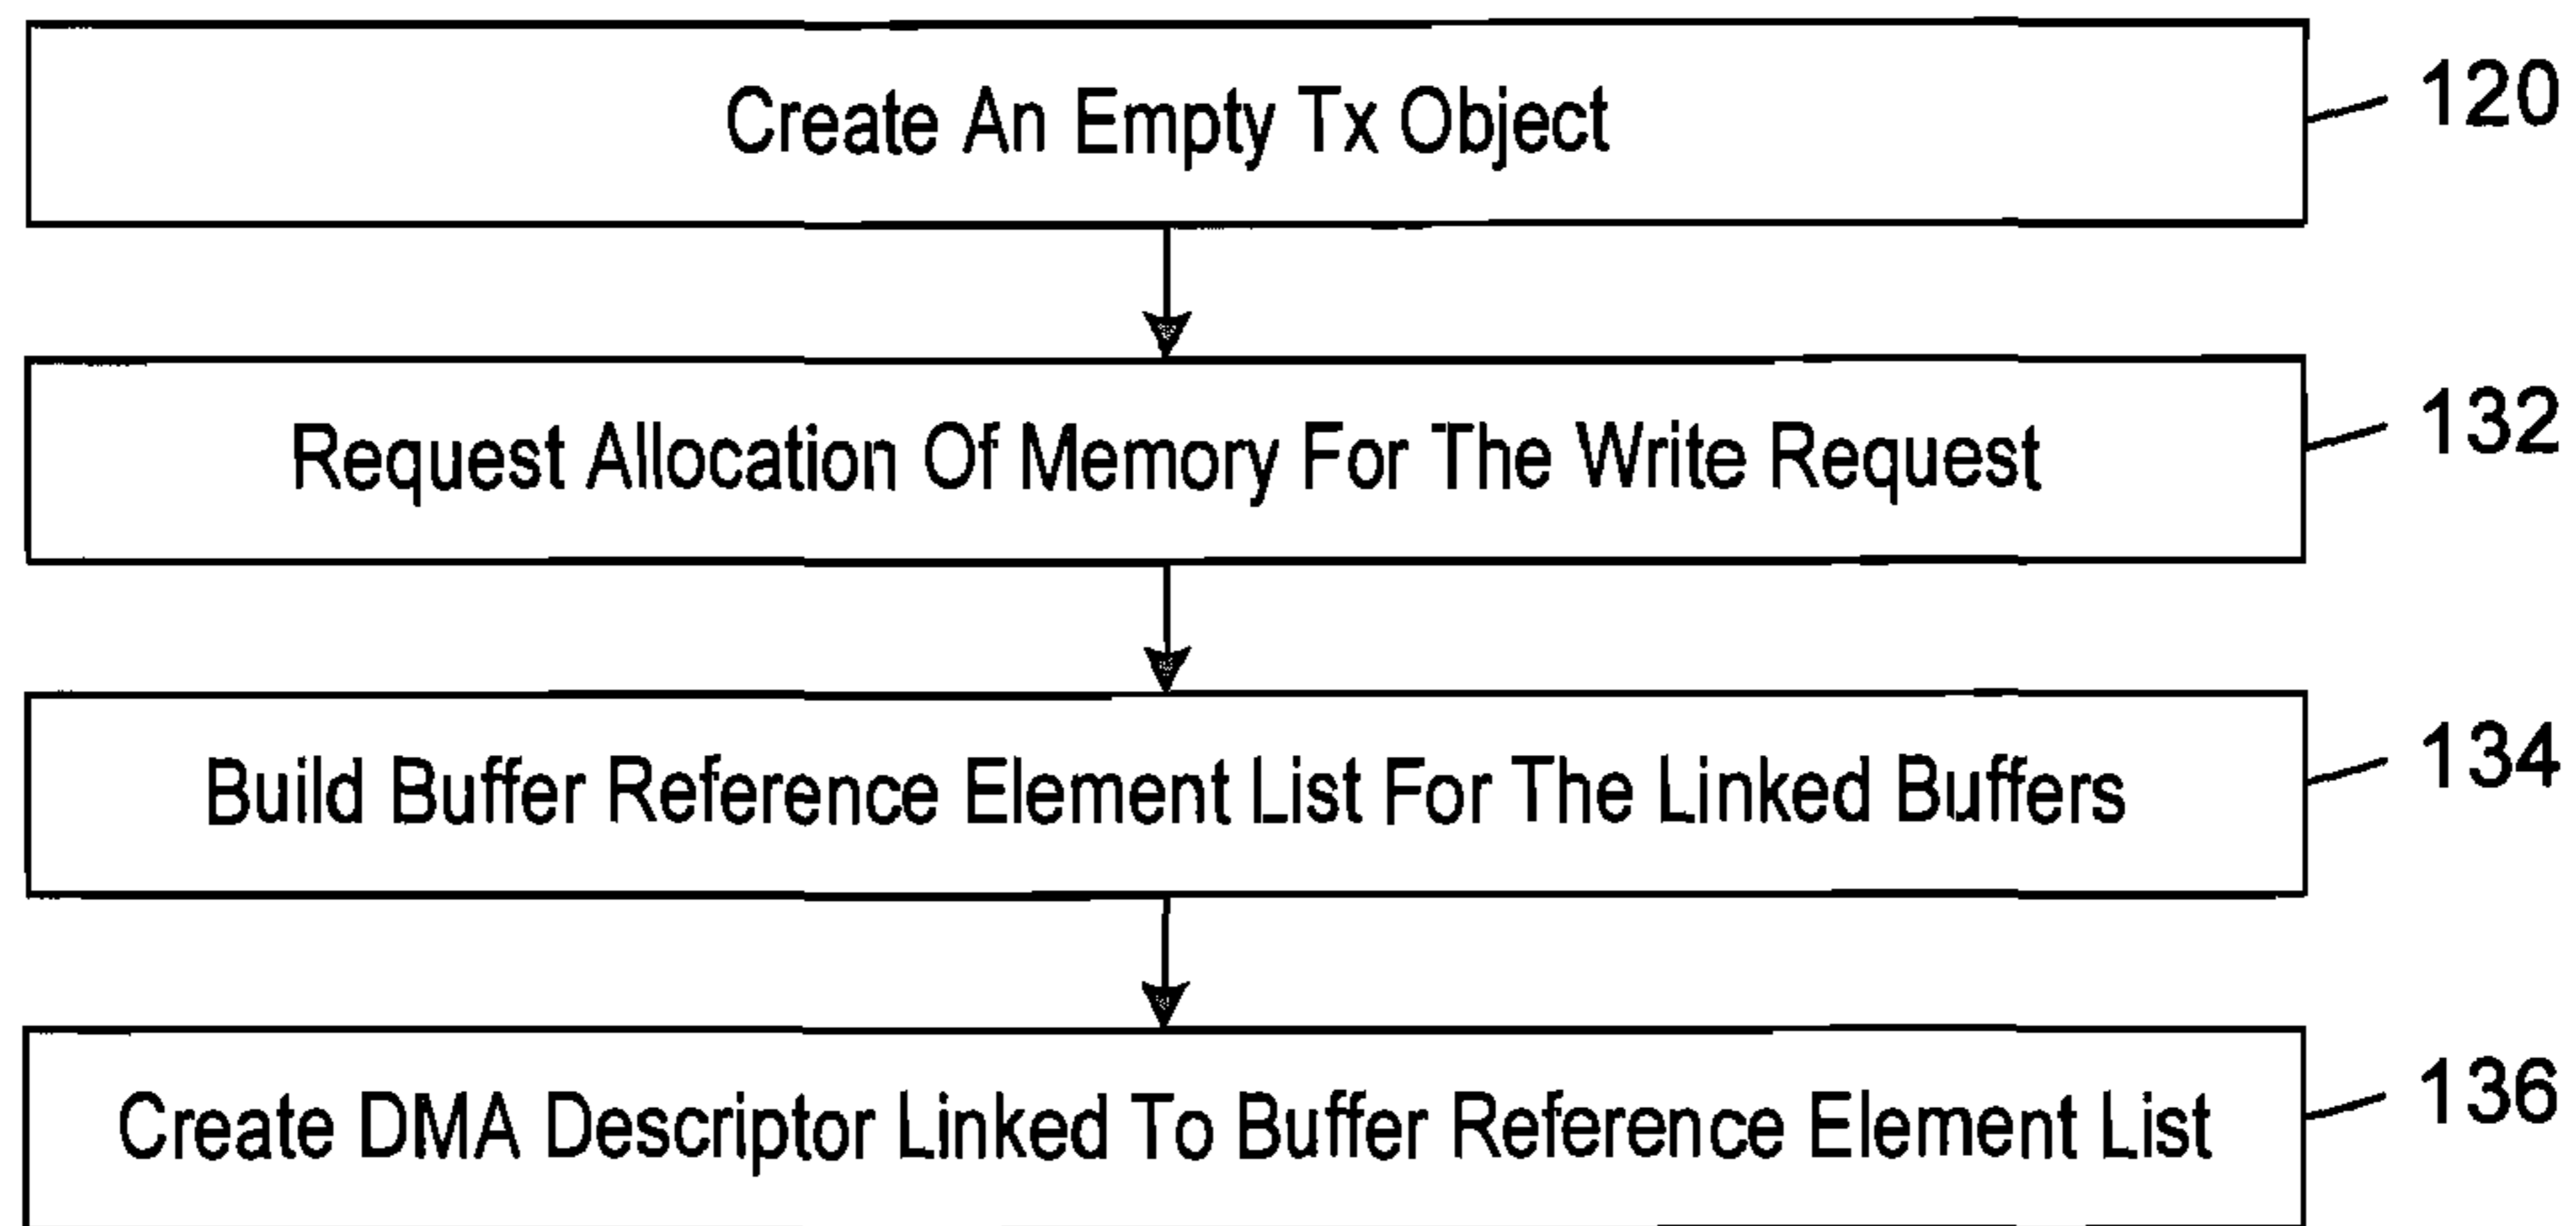 Create An Empty Tx Object
120
Request Allocation Of Memory For The Write Request
132
Build Buffer Reference Element List For The Linked Buffers
134
Create DMA Descriptor Linked To Buffer Reference Element List
136